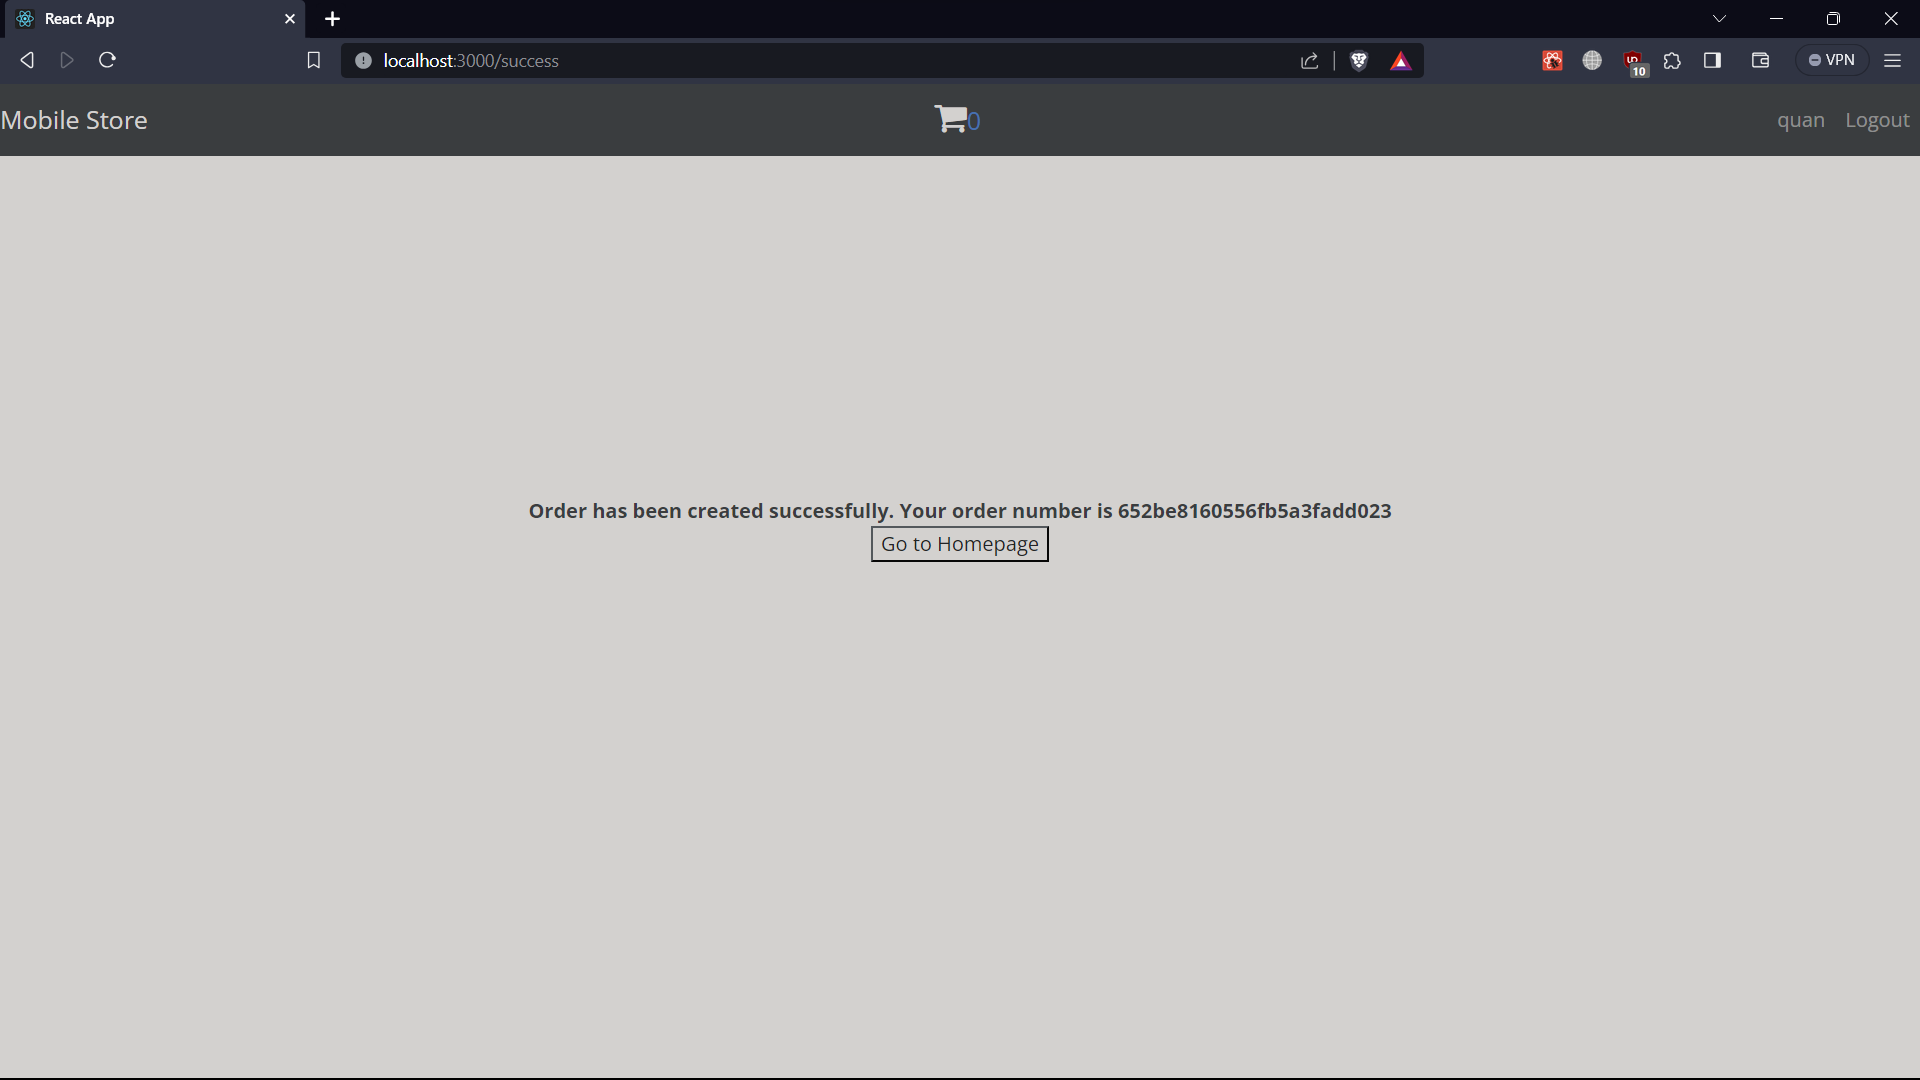 React App
localhost:3000/success
10
VPN
Mobile Store
0
quan Logout
Order has been created successfully. Your order number is 652be8160556fb5a3fadd023
Go to Homepage